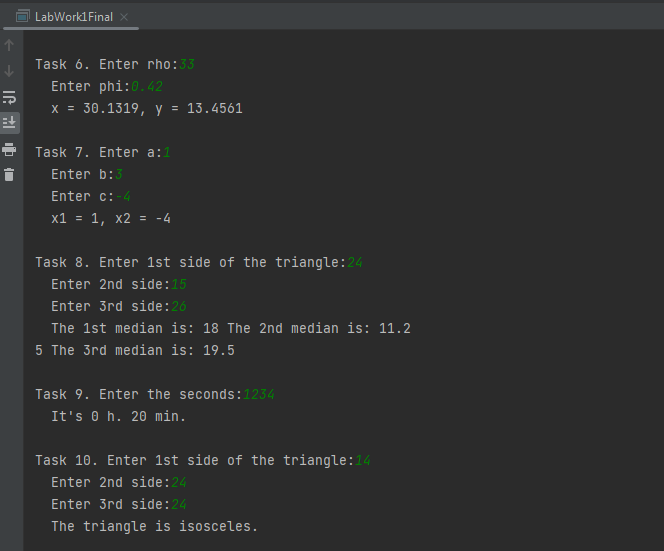 LabWork1Final
Task 6. Enter rho:33
Enter phi:0.42
x = 30.1319, y = 13.4561
Task 7. Enter a:1
Enter b:3
Enter c:-4
x1 = 1, x2 = -4
Task 8. Enter 1st side of the triangle:24
Enter 2nd side:15
Enter 3rd side:26
The 1st median is: 18 The 2nd median is: 11.2
5 The 3rd median is: 19.5
Task 9. Enter the seconds:1234
It's 0 h. 20 min.
Task 10. Enter 1st side of the triangle:14
Enter 2nd side:24
Enter 3rd side:24
The triangle is isosceles.